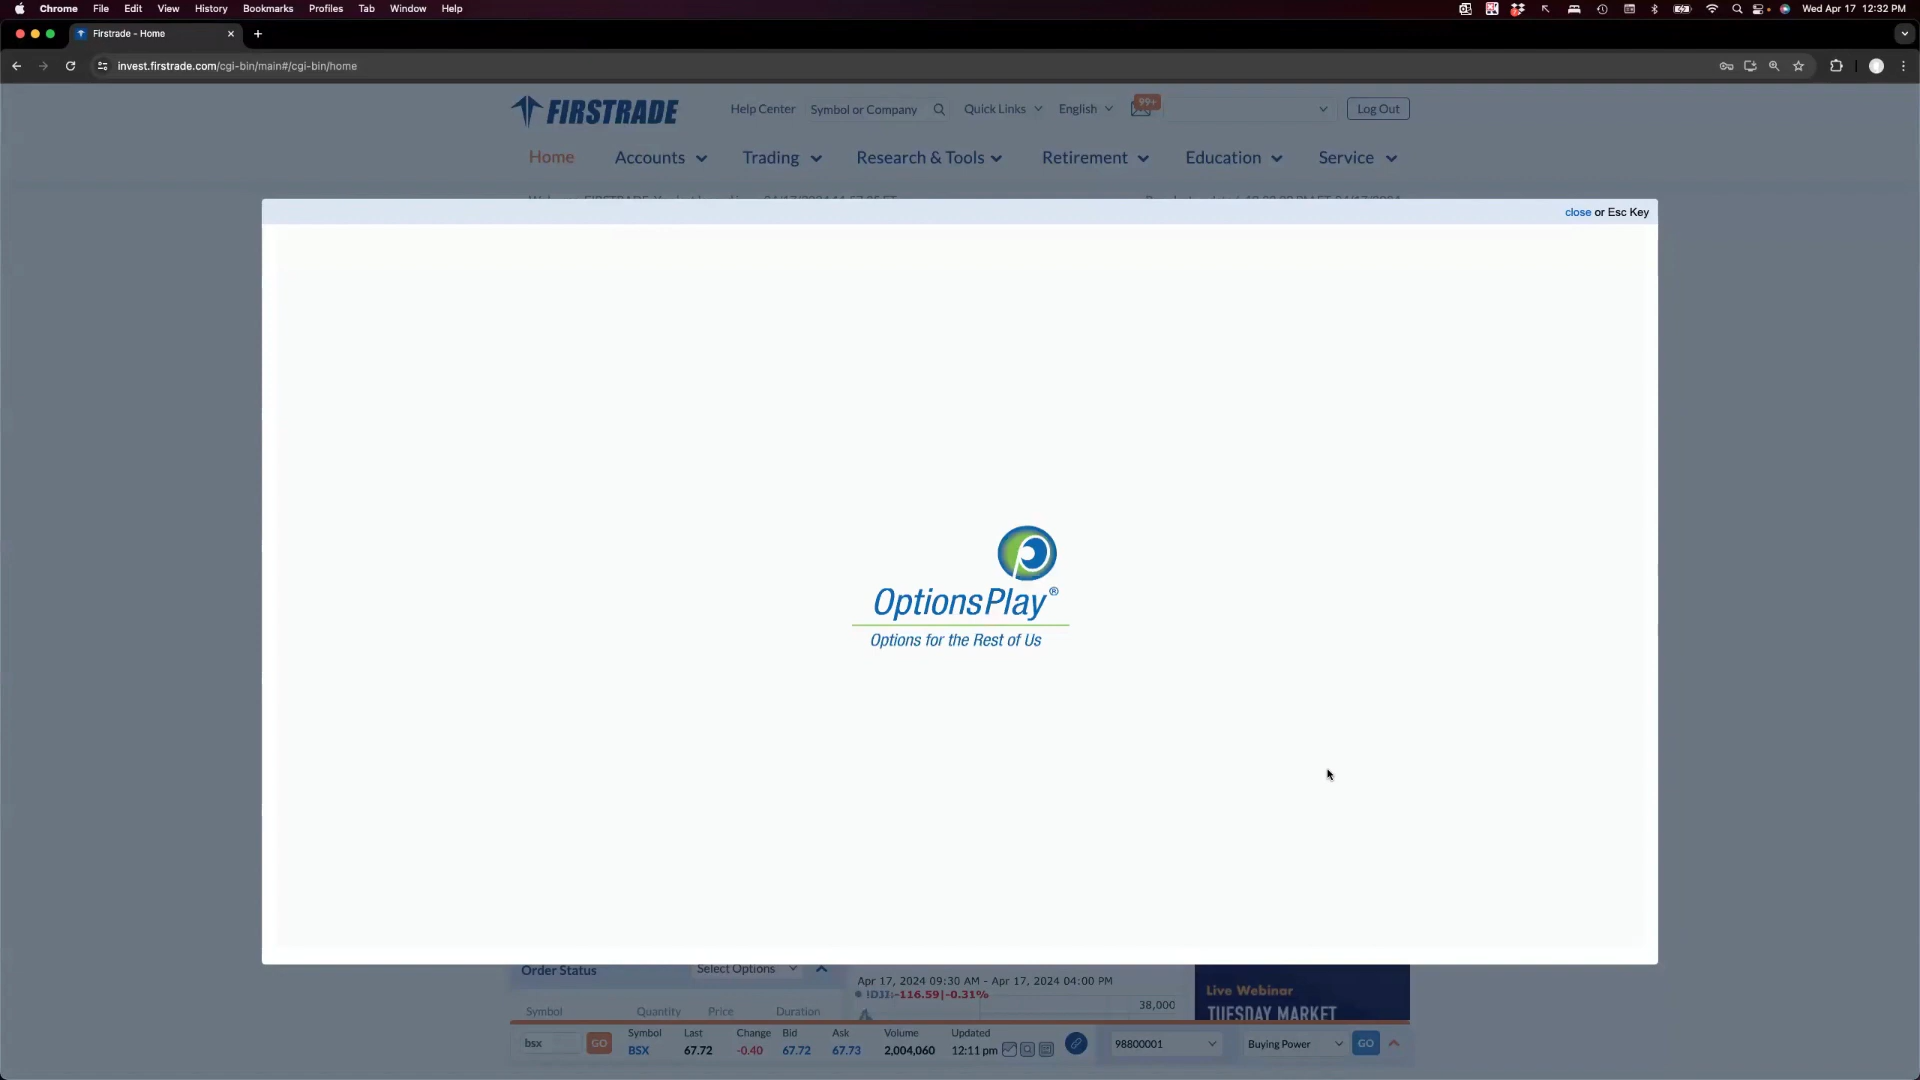 Chrome File Edit View History Bookmarks Profiles Tab Window Help Wed Apr 17 12:32 PM
Firstrade - Home
invest.firstrade.com/cgi-bin/main#/cgi-bin/home
FIRSTRADE Help Center Symbol or Company Quick Links English 99+ Log Out
Home Accounts Trading Research & Tools Retirement Education Service
close or Esc Key
OptionsPlay®
Options for the Rest of Us
Order Status Select Options
Apr 17, 2024 09:30 AM - Apr 17, 2024 04:00 PM
-116.59|-0.31%
38,000
Live Webinar
TUESDAY MARKET
Symbol Quantity Price Duration
bsx GO
Symbol Last Change Bid Ask Volume Updated
BSX 67.72 -0.40 67.72 67.73 2,004,060 12:11 pm
98800001 Buying Power GO